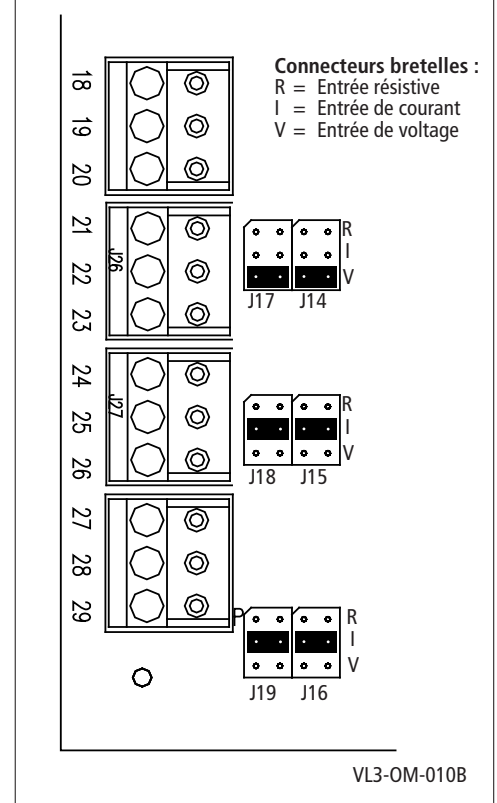 Connecteurs bretelles :
R = Entrée résistive
I = Entrée de courant
V = Entrée de voltage
18
19
20
21
22
23
J26
R
I
V
J17 J14
24
25
26
J27
R
I
V
J18 J15
27
28
29
P
R
I
V
J19 J16
VL3-OM-010B